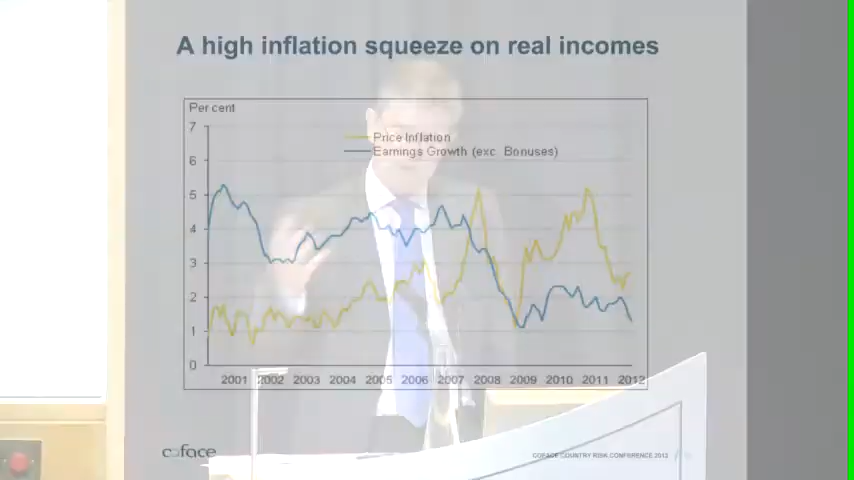 A high inflation squeeze on real incomes
Per cent
Price Inflation
Earnings Growth (exc. Bonuses)
7
6
5
4
3
2
1
0
2001 2002 2003 2004 2005 2006 2007 2008 2009 2010 2011 2012
coface
COFACE COUNTRY RISK CONFERENCE 2012